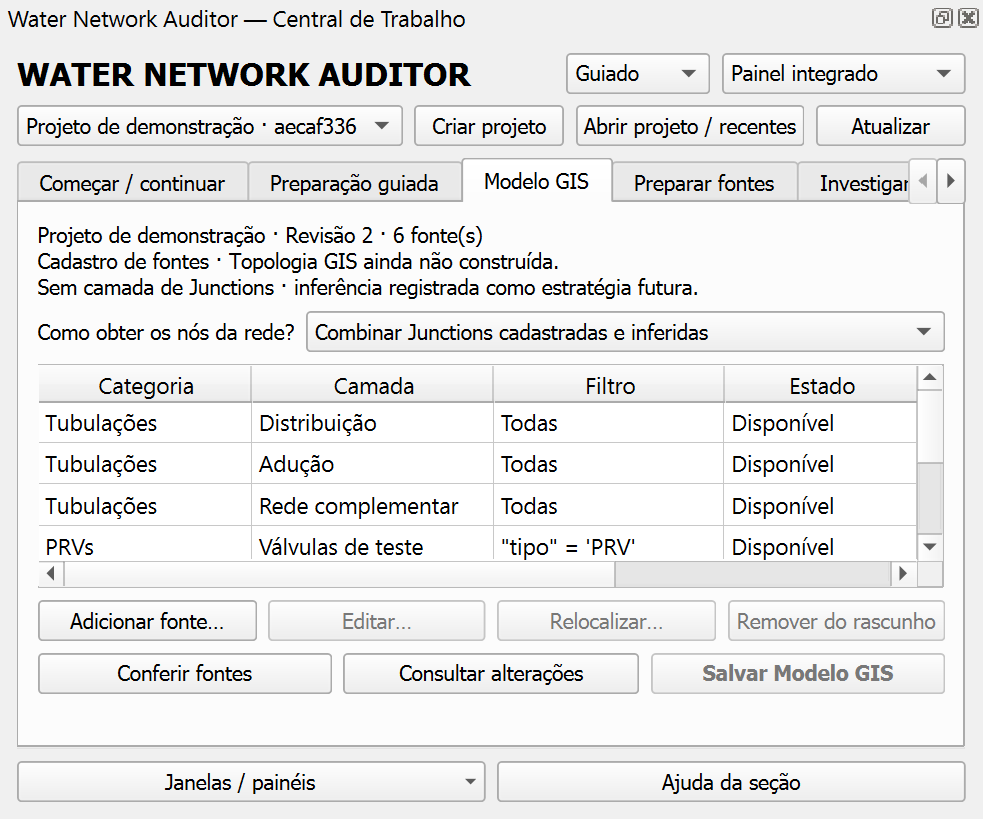 Water Network Auditor — Central de Trabalho
WATER NETWORK AUDITOR
Guiado
Painel integrado
Projeto de demonstração · aecaf336
Criar projeto
Abrir projeto / recentes
Atualizar
Começar / continuar
Preparação guiada
Modelo GIS
Preparar fontes
Investigar
Projeto de demonstração · Revisão 2 · 6 fonte(s)
Cadastro de fontes · Topologia GIS ainda não construída.
Sem camada de Junctions · inferência registrada como estratégia futura.
Como obter os nós da rede?
Combinar Junctions cadastradas e inferidas
Categoria Camada Filtro Estado
Tubulações Distribuição Todas Disponível
Tubulações Adução Todas Disponível
Tubulações Rede complementar Todas Disponível
PRVs Válvulas de teste "tipo" = 'PRV' Disponível
Adicionar fonte...
Editar...
Relocalizar...
Remover do rascunho
Conferir fontes
Consultar alterações
Salvar Modelo GIS
Janelas / painéis
Ajuda da seção